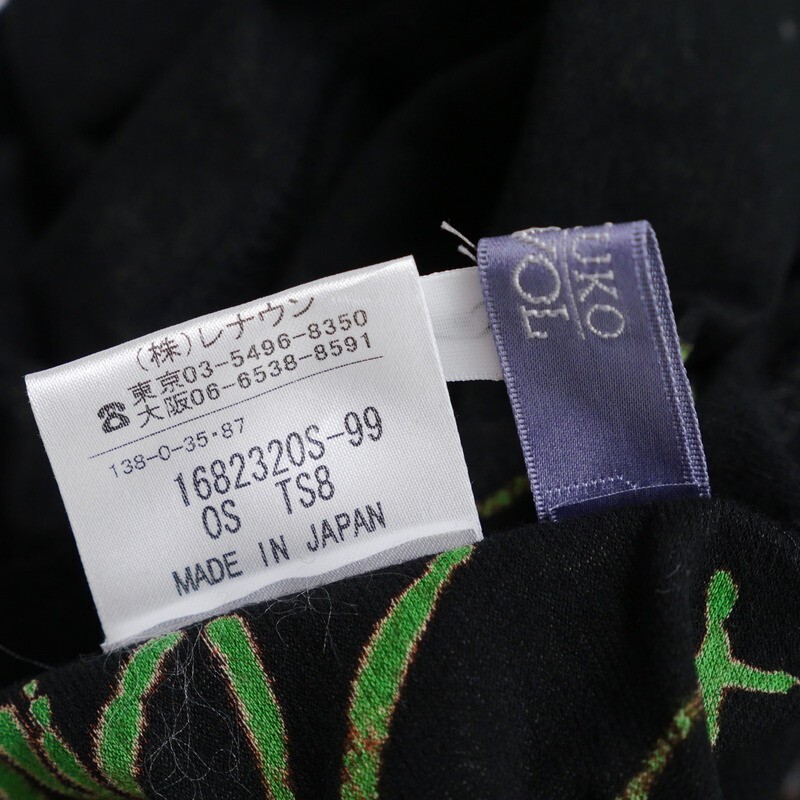 (株)レナウン
☎ 東京03-5496-8350
大阪06-6538-8591
138-0-35・87
1682320S-99
OS TS8
MADE IN JAPAN
UKO
VOL